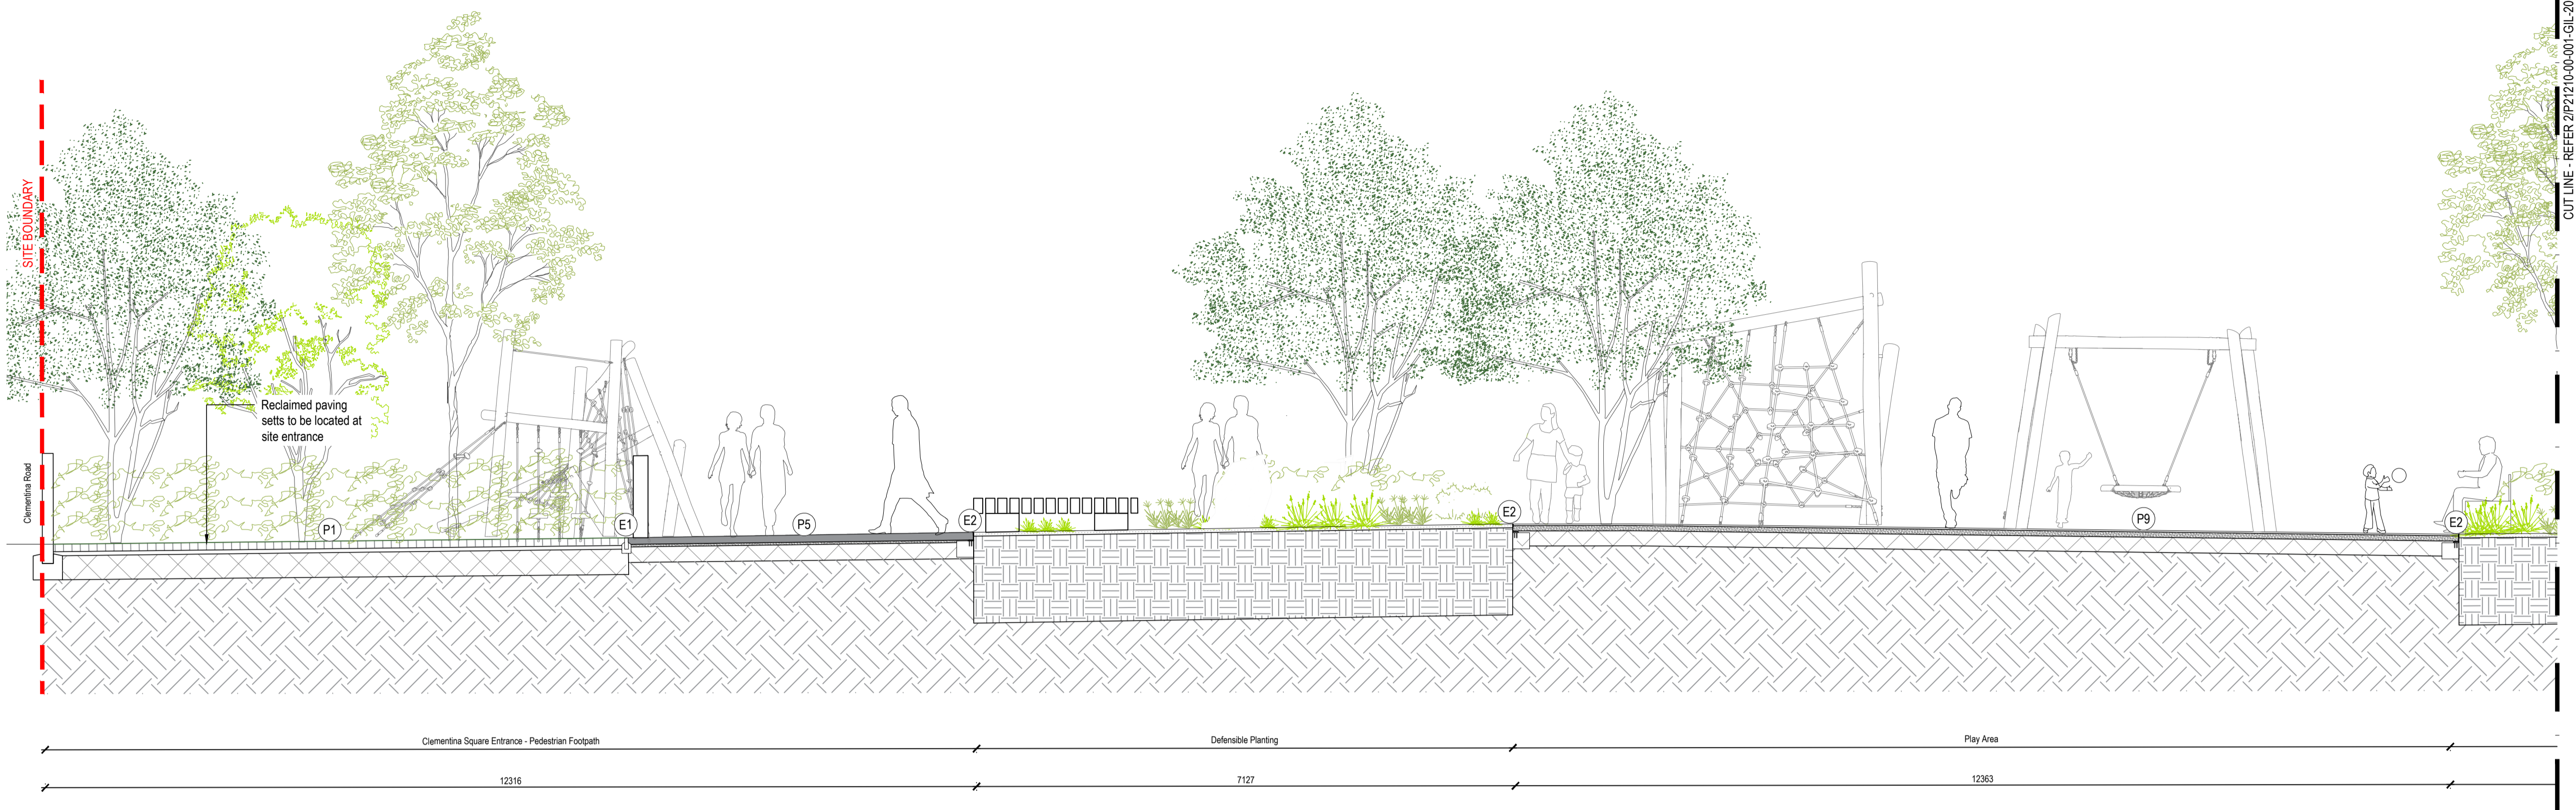 CUT LINE - REFER 2/P21210-00-001-GIL-20
SITE BOUNDARY
Reclaimed paving
setts to be located at
site entrance
Clementina Road
P1
E1
P5
E2
E2
P9
E2
Clementina Square Entrance - Pedestrian Footpath
Defensible Planting
Play Area
12316
7127
12363